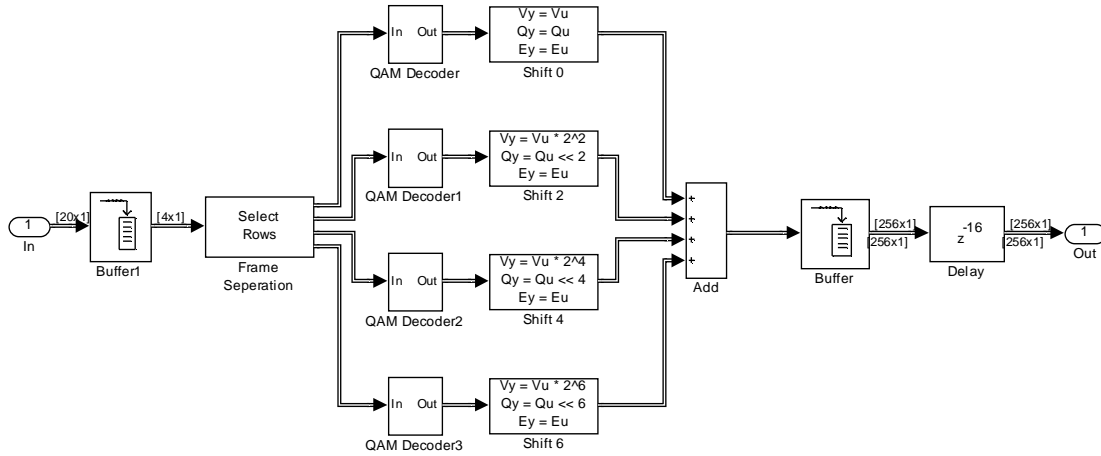 In Out
QAM Decoder
Vy = Vu
Qy = Qu
Ey = Eu
Shift 0
In Out
QAM Decoder1
Vy = Vu * 2^2
Qy = Qu << 2
Ey = Eu
Shift 2
1
In
[20x1]
Buffer1
[4x1]
Select
Rows
Frame
Seperation
In Out
QAM Decoder2
Vy = Vu * 2^4
Qy = Qu << 4
Ey = Eu
Shift 4
In Out
QAM Decoder3
Vy = Vu * 2^6
Qy = Qu << 6
Ey = Eu
Shift 6
+
+
+
+
Add
Buffer
[256x1]
[256x1]
z -16
Delay
[256x1]
[256x1]
1
Out